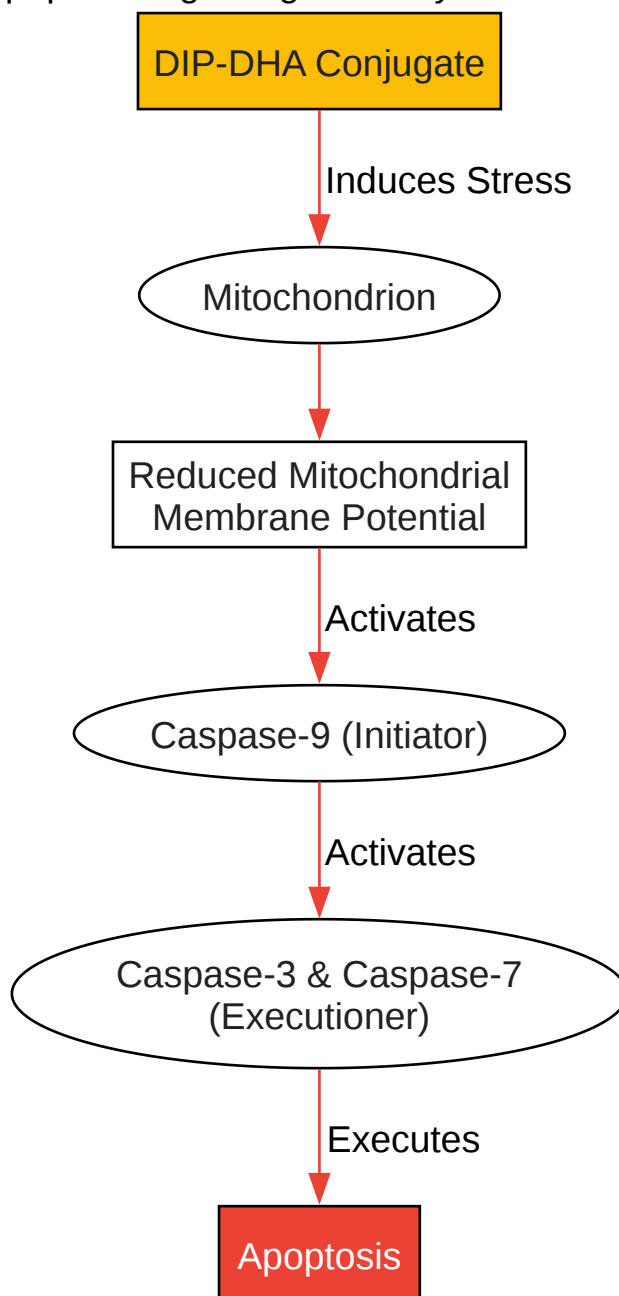 DIP-DHA Conjugate
Induces Stress
Mitochondrion
Reduced Mitochondrial
Membrane Potential
Activates
Caspase-9 (Initiator)
Activates
Caspase-3 & Caspase-7
(Executioner)
Executes
Apoptosis